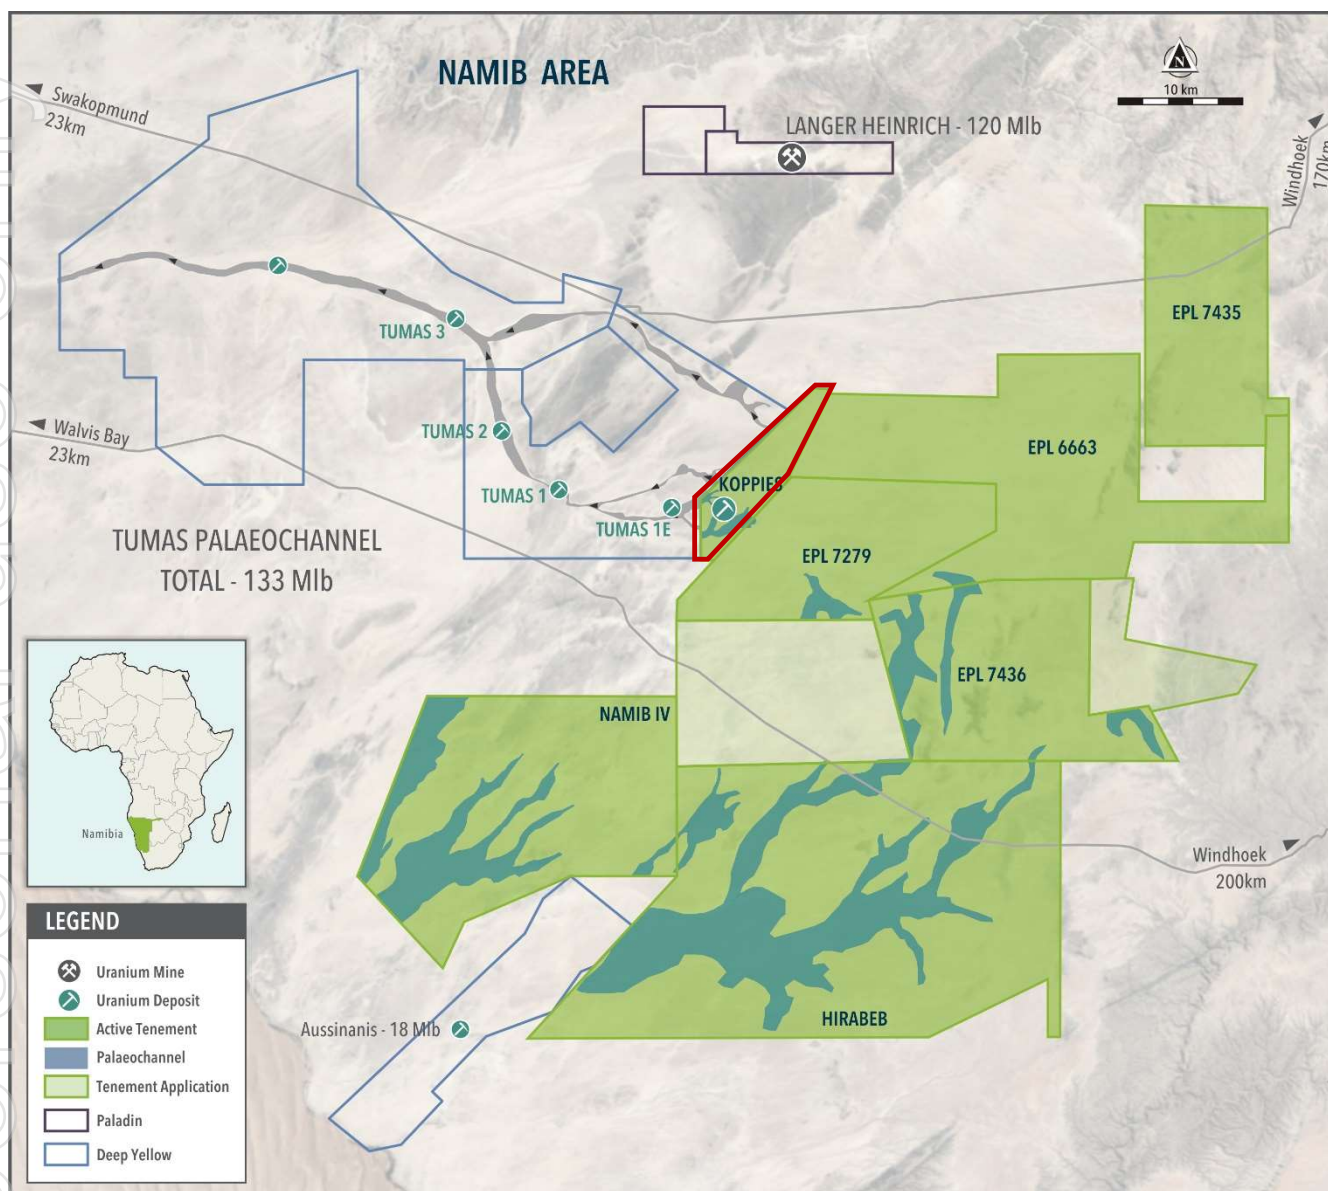 NAMIB AREA
N
10 km
Swakopmund
23km
LANGER HEINRICH - 120 Mlb
Windhoek
170km
EPL 7435
TUMAS 3
Walvis Bay
23km
TUMAS 2
EPL 6663
TUMAS 1
KOPPIES
TUMAS 1E
TUMAS PALAEOCHANNEL
TOTAL - 133 Mlb
EPL 7279
EPL 7436
NAMIB IV
Namibia
Windhoek
200km
HIRABEB
Aussinanis - 18 Mlb
LEGEND
Uranium Mine
Uranium Deposit
Active Tenement
Palaeochannel
Tenement Application
Paladin
Deep Yellow